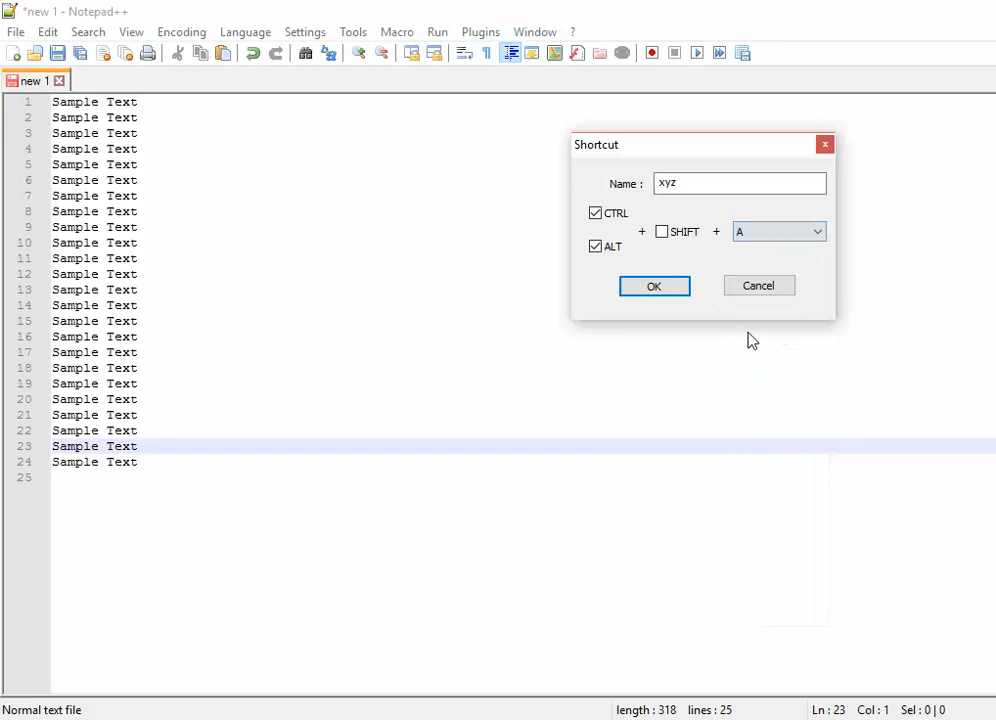 *new 1 - Notepad++
File Edit Search View Encoding Language Settings Tools Macro Run Plugins Window ?
new 1
1 Sample Text
2 Sample Text
3 Sample Text
4 Sample Text
5 Sample Text
6 Sample Text
7 Sample Text
8 Sample Text
9 Sample Text
10 Sample Text
11 Sample Text
12 Sample Text
13 Sample Text
14 Sample Text
15 Sample Text
16 Sample Text
17 Sample Text
18 Sample Text
19 Sample Text
20 Sample Text
21 Sample Text
22 Sample Text
23 Sample Text
24 Sample Text
25
Shortcut
Name : xyz
CTRL
+ SHIFT + A
ALT
OK Cancel
Normal text file length : 318 lines : 25 Ln : 23 Col : 1 Sel : 0 | 0